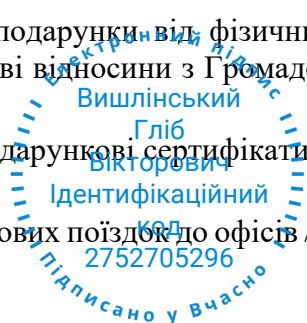 подарунки від фізичн
ві відносини з Громад
дарункові сертифікати
ових поїздок до офісів /
Електронний підпис
Вишлінський
Гліб
Вікторович
Ідентифікаційний
код
2752705296
Підписано у Вчасно